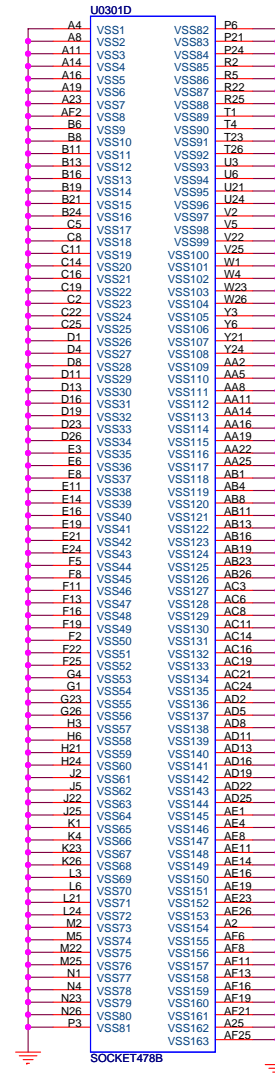 U0301D
A4 VSS1 VSS82 P6
A8 VSS2 VSS83 P21
A11 VSS3 VSS84 P24
A14 VSS4 VSS85 R2
A16 VSS5 VSS86 R5
A19 VSS6 VSS87 R22
A23 VSS7 VSS88 R25
AF2 VSS8 VSS89 T1
B6 VSS9 VSS90 T4
B8 VSS10 VSS91 T23
B11 VSS11 VSS92 T26
B13 VSS12 VSS93 U3
B16 VSS13 VSS94 U6
B19 VSS14 VSS95 U21
B21 VSS15 VSS96 U24
B24 VSS16 VSS97 V2
C5 VSS17 VSS98 V5
C8 VSS18 VSS99 V22
C11 VSS19 VSS100 V25
C14 VSS20 VSS101 W1
C16 VSS21 VSS102 W4
C19 VSS22 VSS103 W23
C2 VSS23 VSS104 W26
C22 VSS24 VSS105 Y3
C25 VSS25 VSS106 Y6
D1 VSS26 VSS107 Y21
D4 VSS27 VSS108 Y24
D8 VSS28 VSS109 AA2
D11 VSS29 VSS110 AA5
D13 VSS30 VSS111 AA8
D16 VSS31 VSS112 AA11
D19 VSS32 VSS113 AA14
D23 VSS33 VSS114 AA16
D26 VSS34 VSS115 AA19
E3 VSS35 VSS116 AA22
E6 VSS36 VSS117 AA25
E8 VSS37 VSS118 AB1
E11 VSS38 VSS119 AB4
E14 VSS39 VSS120 AB8
E16 VSS40 VSS121 AB11
E19 VSS41 VSS122 AB13
E21 VSS42 VSS123 AB16
E24 VSS43 VSS124 AB19
F5 VSS44 VSS125 AB23
F8 VSS45 VSS126 AB26
F11 VSS46 VSS127 AC3
F13 VSS47 VSS128 AC6
F16 VSS48 VSS129 AC8
F19 VSS49 VSS130 AC11
F2 VSS50 VSS131 AC14
F22 VSS51 VSS132 AC16
F25 VSS52 VSS133 AC19
G4 VSS53 VSS134 AC21
G1 VSS54 VSS135 AC24
G23 VSS55 VSS136 AD2
G26 VSS56 VSS137 AD5
H3 VSS57 VSS138 AD8
H6 VSS58 VSS139 AD11
H21 VSS59 VSS140 AD13
H24 VSS60 VSS141 AD16
J2 VSS61 VSS142 AD19
J5 VSS62 VSS143 AD22
J22 VSS63 VSS144 AD25
J25 VSS64 VSS145 AE1
K1 VSS65 VSS146 AE4
K4 VSS66 VSS147 AE8
K23 VSS67 VSS148 AE11
K26 VSS68 VSS149 AE14
L3 VSS69 VSS150 AE16
L6 VSS70 VSS151 AE19
L21 VSS71 VSS152 AE23
L24 VSS72 VSS153 AE26
M2 VSS73 VSS154 A2
M5 VSS74 VSS155 AF6
M22 VSS75 VSS156 AF8
M25 VSS76 VSS157 AF11
N1 VSS77 VSS158 AF13
N4 VSS78 VSS159 AF16
N23 VSS79 VSS160 AF19
N26 VSS80 VSS161 AF21
P3 VSS81 VSS162 A25
VSS163 AF25
SOCKET478B